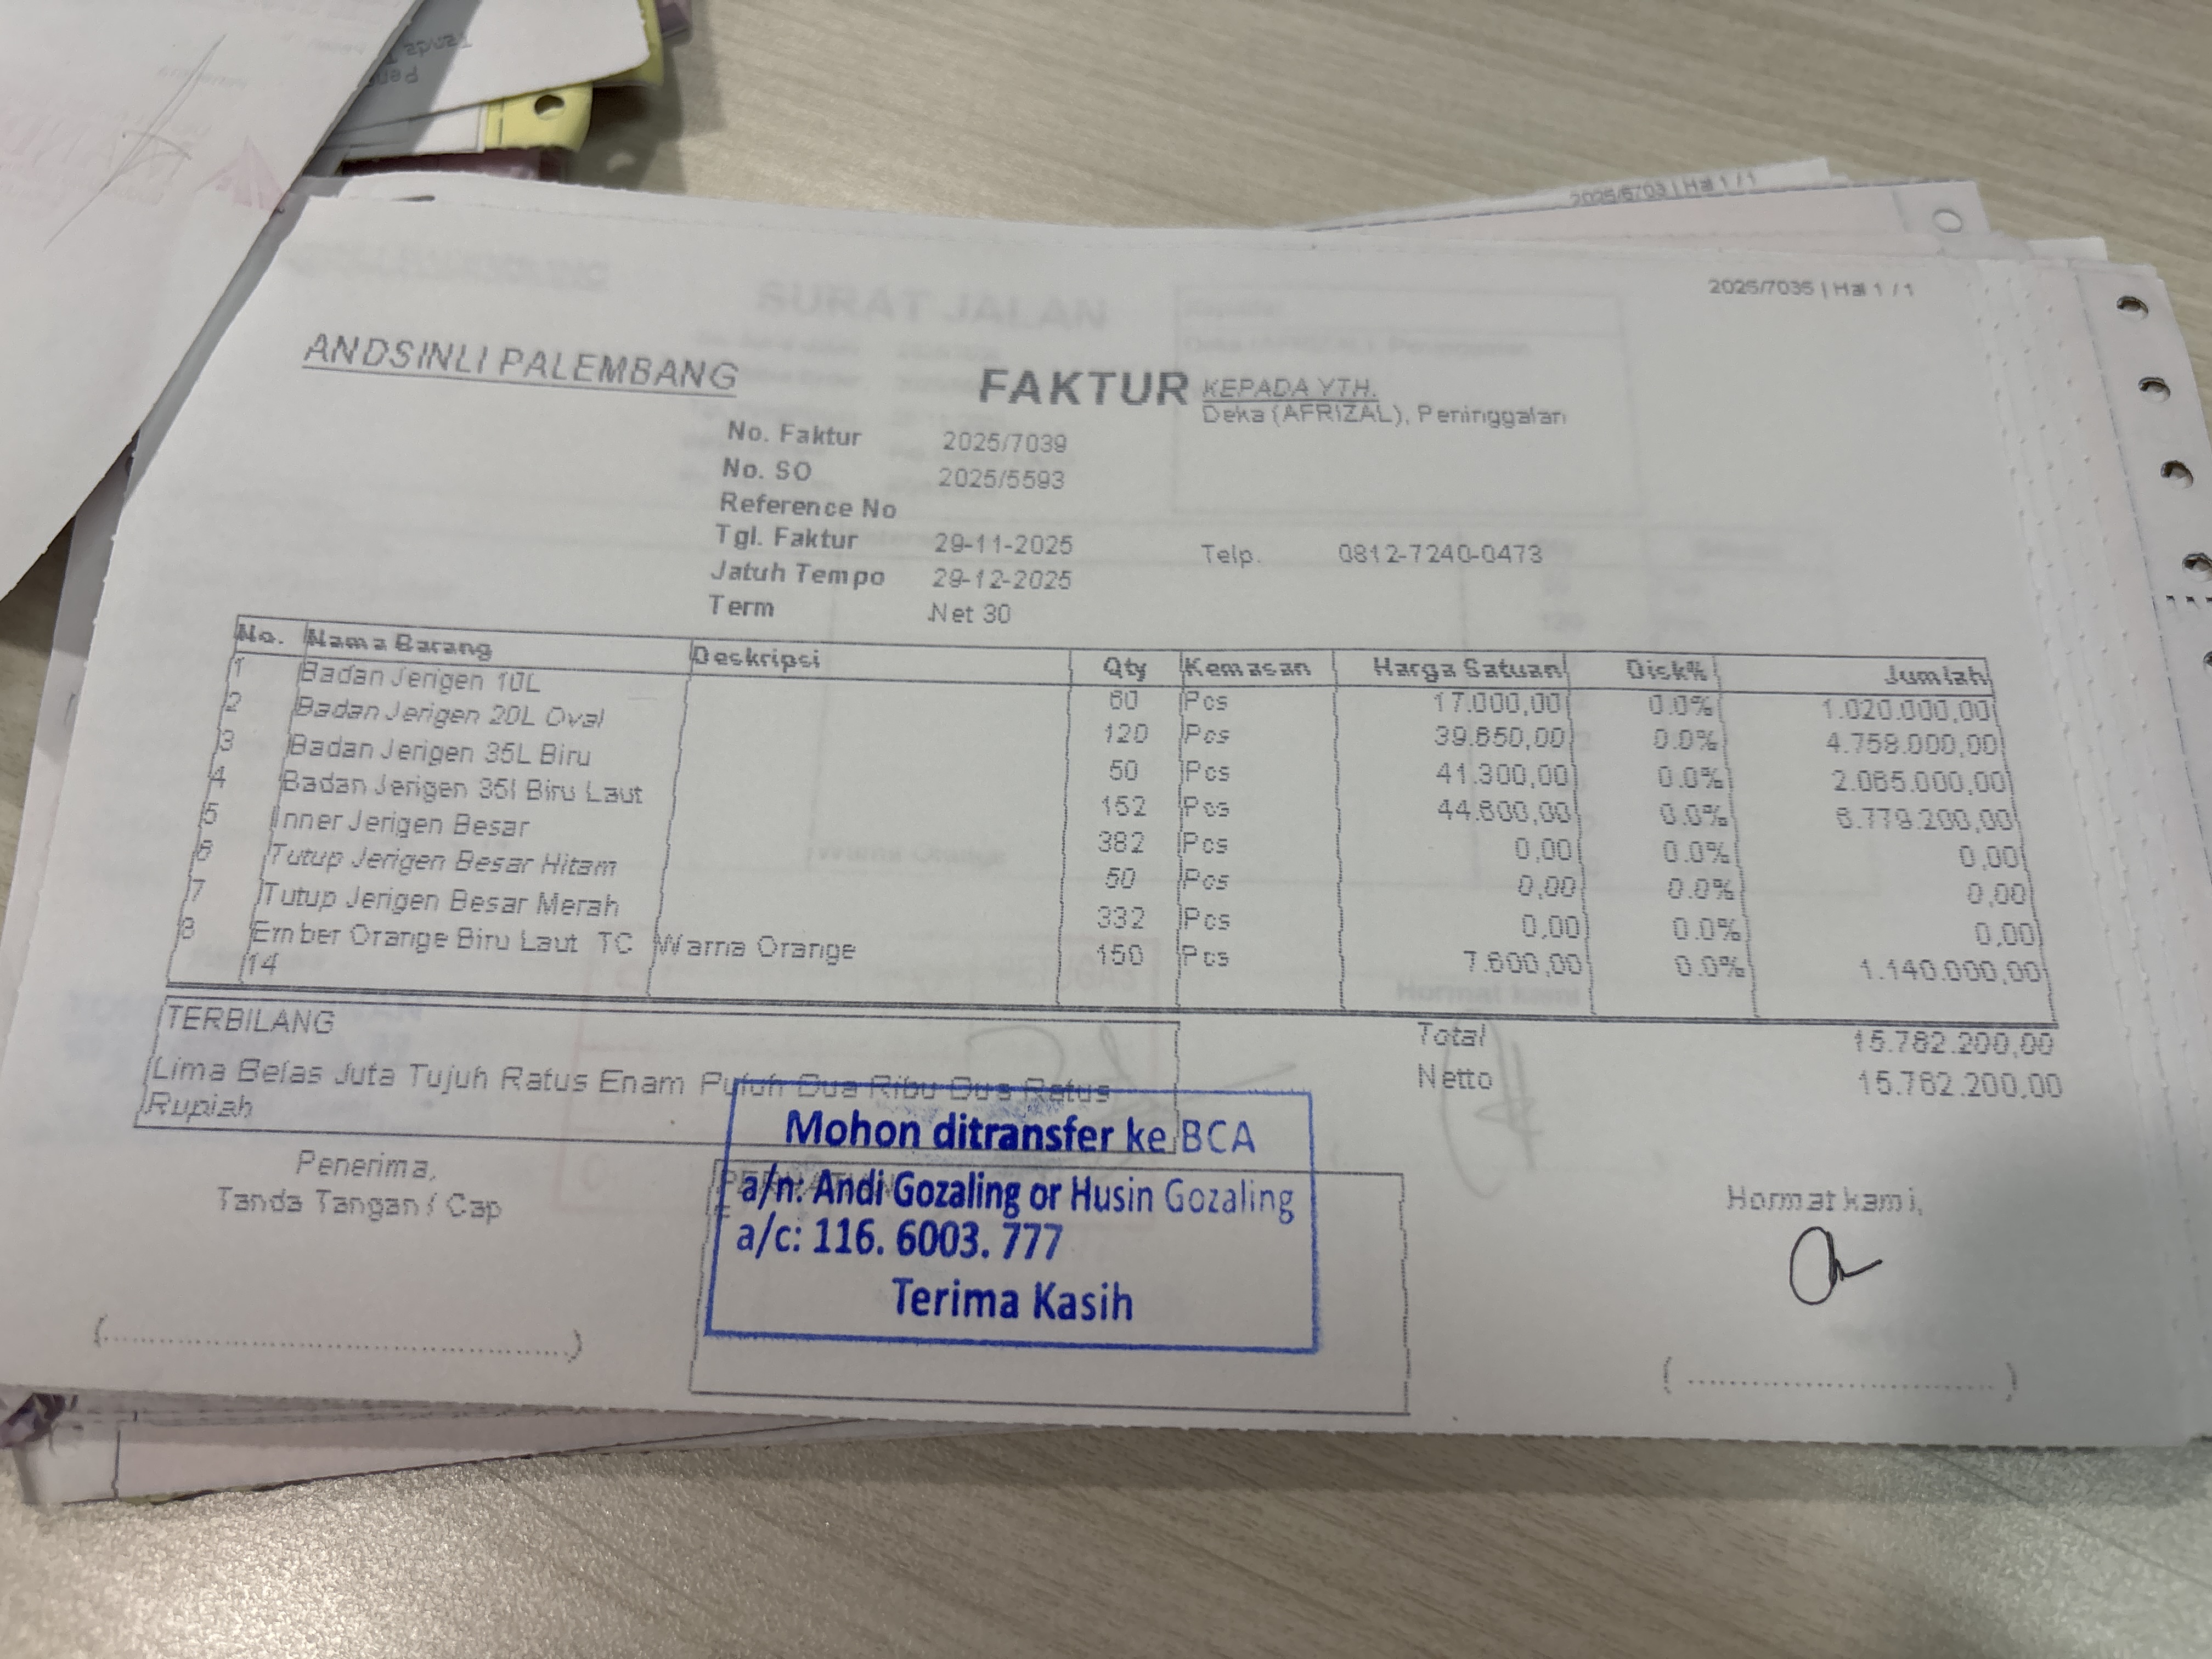 2025/6703 | Hal 1 / 1
2025/7035 | Hal 1 / 1
SURAT JALAN
ANDSINLI PALEMBANG
FAKTUR
KEPADA YTH.
Deka (AFRIZAL), Peninggalan
No. Faktur 2025/7039
No. SO 2025/5593
Reference No
Tgl. Faktur 29-11-2025
Telp. 0812-7240-0473
Jatuh Tempo 29-12-2025
Term Net 30
No. Nama Barang Deskripsi Qty Kemasan Harga Satuan Disk% Jumlah
1 Badan Jerigen 10L 60 Pcs 17.000,00 0.0% 1.020.000,00
2 Badan Jerigen 20L Oval 120 Pcs 39.650,00 0.0% 4.758.000,00
3 Badan Jerigen 35L Biru 50 Pcs 41.300,00 0.0% 2.065.000,00
4 Badan Jerigen 35l Biru Laut 152 Pcs 44.600,00 0.0% 6.779.200,00
5 Inner Jerigen Besar 382 Pcs 0,00 0.0% 0,00
6 Tutup Jerigen Besar Hitam 50 Pcs 0,00 0.0% 0,00
7 Tutup Jerigen Besar Merah 332 Pcs 0,00 0.0% 0,00
8 Ember Orange Biru Laut TC Warna Orange 150 Pcs 7.600,00 0.0% 1.140.000,00
14
TERBILANG
Total 15.762.200,00
Lima Belas Juta Tujuh Ratus Enam Puluh Dua Ribu Dua Ratus
Netto 15.762.200,00
Rupiah
Mohon ditransfer ke BCA
a/n: Andi Gozaling or Husin Gozaling
a/c: 116. 6003. 777
Terima Kasih
Penerima,
Tanda Tangan / Cap
Hormat kami,